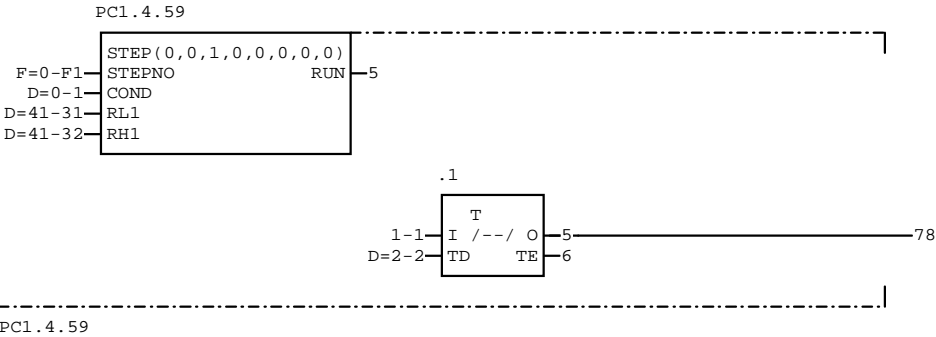 PC1.4.59
STEP(0,0,1,0,0,0,0,0)
F=0-F1 STEPNO RUN 5
D=0-1 COND
D=41-31 RL1
D=41-32 RH1
.1
T
1-1 I /--/ O 5 78
D=2-2 TD TE 6
PC1.4.59